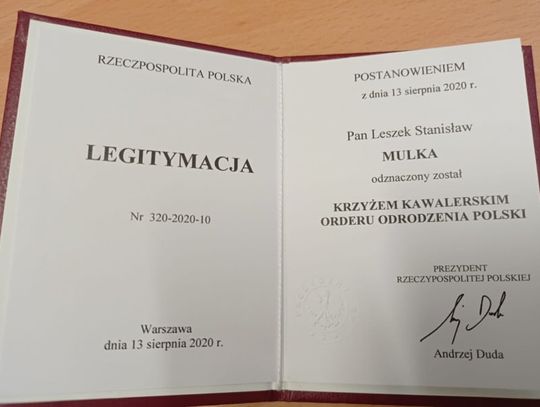 RZECZPOSPOLITA POLSKA
LEGITYMACJA
Nr 320-2020-10
Warszawa
dnia 13 sierpnia 2020 r.
POSTANOWIENIEM
z dnia 13 sierpnia 2020 r.
Pan Leszek Stanisław
MULKA
odznaczony został
KRZYŻEM KAWALERSKIM
ORDERU ODRODZENIA POLSKI
PREZYDENT
RZECZYPOSPOLITEJ POLSKIEJ
Andrzej Duda